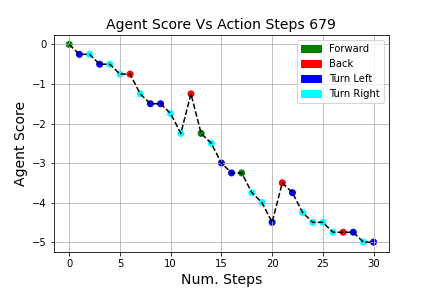 Agent Score Vs Action Steps 679
Forward
Back
Turn Left
Turn Right
Agent Score
0
−1
−2
−3
−4
−5
0 5 10 15 20 25 30
Num. Steps